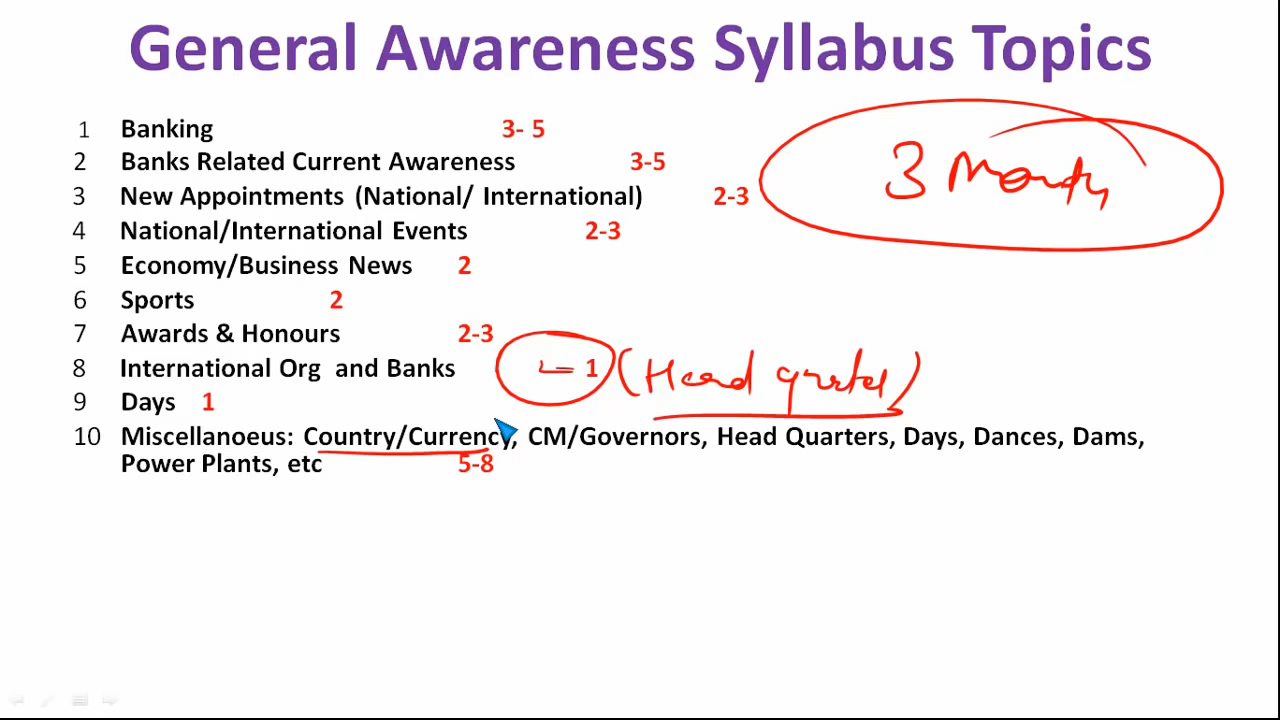 General Awareness Syllabus Topics
1 Banking 3- 5
2 Banks Related Current Awareness 3-5
3 New Appointments (National/ International) 2-3
3 Month
4 National/International Events 2-3
5 Economy/Business News 2
6 Sports 2
7 Awards & Honours 2-3
8 International Org and Banks 1 (Head )
9 Days 1
10 Miscellanoeus: Country/Currency, CM/Governors, Head Quarters, Days, Dances, Dams,
Power Plants, etc 5-8